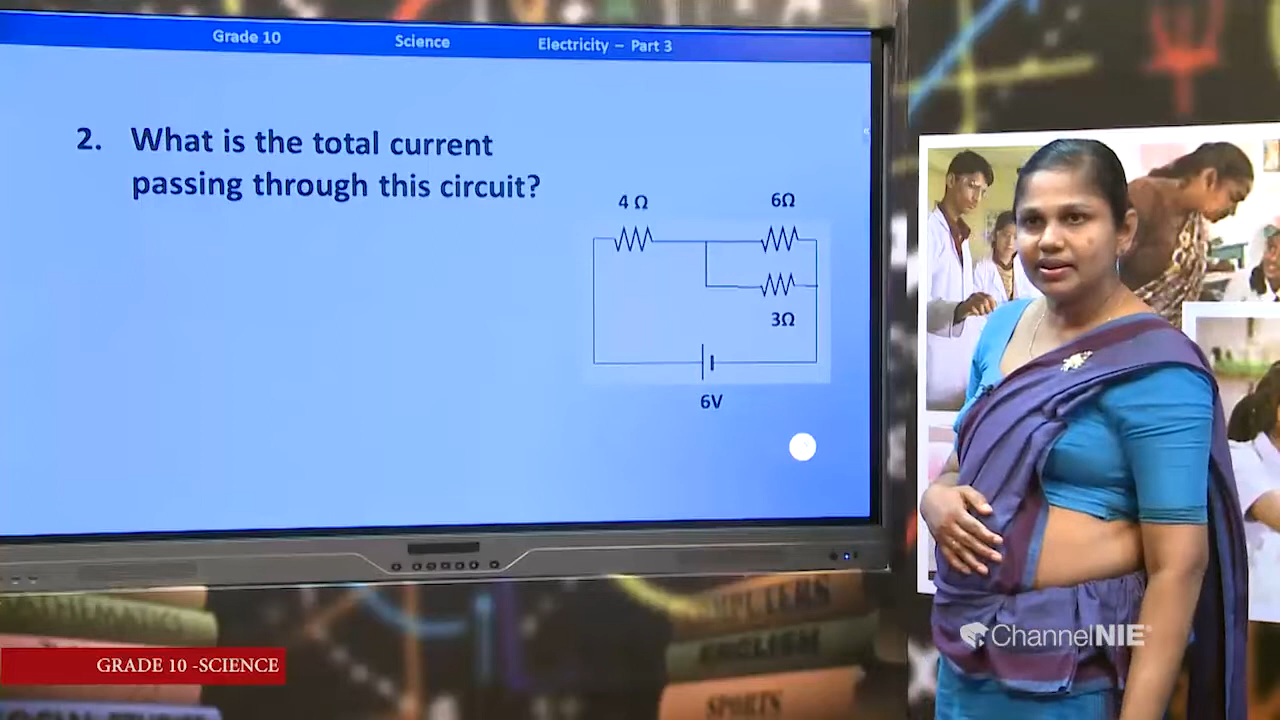 Grade 10 Science Electricity – Part 3
2. What is the total current
passing through this circuit?
4 Ω 6Ω
3Ω
6V
ENGLISH
SPORTS
GRADE 10 -SCIENCE
ChannelNIE